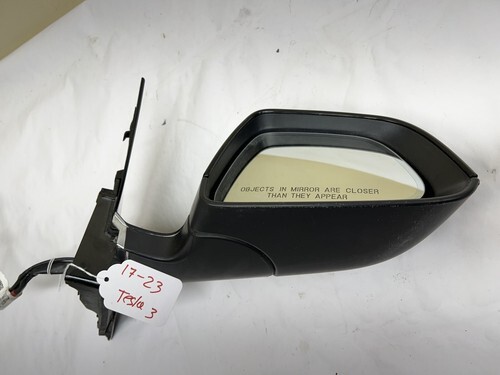 OBJECTS IN MIRROR ARE CLOSER
THAN THEY APPEAR
17-23
Tesla
3